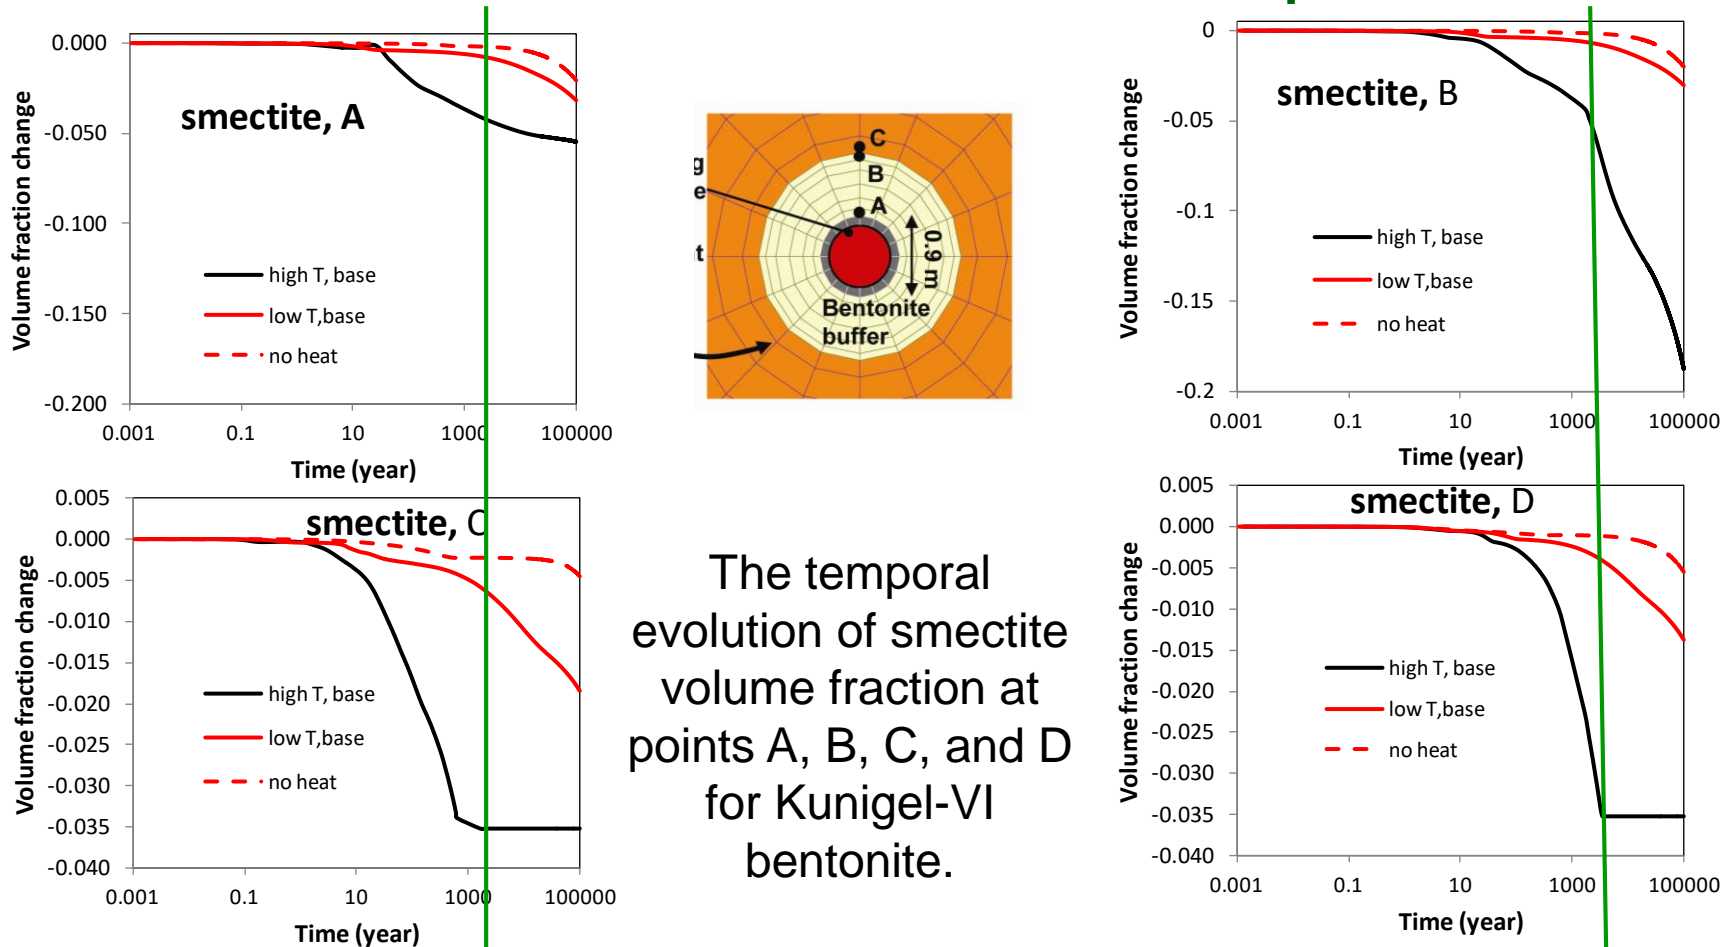 0.000
-0.050
-0.100
-0.150
-0.200
Volume fraction change
smectite, A
high T, base
low T,base
no heat
0.001 0.1 10 1000 100000
Time (year)
C
B
A
0.9 m
Bentonite
buffer
g
e
t
0
-0.05
-0.1
-0.15
-0.2
Volume fraction change
smectite, B
high T, base
low T,base
no heat
0.001 0.1 10 1000 100000
Time (year)
0.005
0.000
-0.005
-0.010
-0.015
-0.020
-0.025
-0.030
-0.035
-0.040
Volume fraction change
smectite, C
high T, base
low T,base
no heat
0.001 0.1 10 1000 100000
Time (year)
The temporal
evolution of smectite
volume fraction at
points A, B, C, and D
for Kunigel-VI
bentonite.
0.005
0.000
-0.005
-0.010
-0.015
-0.020
-0.025
-0.030
-0.035
-0.040
Volume fraction change
smectite, D
high T, base
low T,base
no heat
0.001 0.1 10 1000 100000
Time (year)